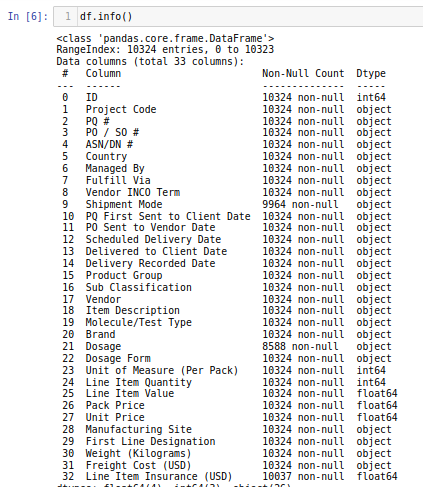 In [6]: 1 df.info()
<class 'pandas.core.frame.DataFrame'>
RangeIndex: 10324 entries, 0 to 10323
Data columns (total 33 columns):
 #   Column                        Non-Null Count  Dtype
---  ------                        --------------  -----
 0   ID                            10324 non-null  int64
 1   Project Code                  10324 non-null  object
 2   PQ #                          10324 non-null  object
 3   PO / SO #                     10324 non-null  object
 4   ASN/DN #                      10324 non-null  object
 5   Country                       10324 non-null  object
 6   Managed By                    10324 non-null  object
 7   Fulfill Via                   10324 non-null  object
 8   Vendor INCO Term              10324 non-null  object
 9   Shipment Mode                 9964 non-null   object
 10  PQ First Sent to Client Date  10324 non-null  object
 11  PO Sent to Vendor Date        10324 non-null  object
 12  Scheduled Delivery Date       10324 non-null  object
 13  Delivered to Client Date      10324 non-null  object
 14  Delivery Recorded Date        10324 non-null  object
 15  Product Group                 10324 non-null  object
 16  Sub Classification            10324 non-null  object
 17  Vendor                        10324 non-null  object
 18  Item Description              10324 non-null  object
 19  Molecule/Test Type            10324 non-null  object
 20  Brand                         10324 non-null  object
 21  Dosage                        8588 non-null   object
 22  Dosage Form                   10324 non-null  object
 23  Unit of Measure (Per Pack)    10324 non-null  int64
 24  Line Item Quantity            10324 non-null  int64
 25  Line Item Value               10324 non-null  float64
 26  Pack Price                    10324 non-null  float64
 27  Unit Price                    10324 non-null  float64
 28  Manufacturing Site            10324 non-null  object
 29  First Line Designation        10324 non-null  object
 30  Weight (Kilograms)            10324 non-null  object
 31  Freight Cost (USD)            10324 non-null  object
 32  Line Item Insurance (USD)     10037 non-null  float64
dtypes: float64(4), int64(3), object(26)